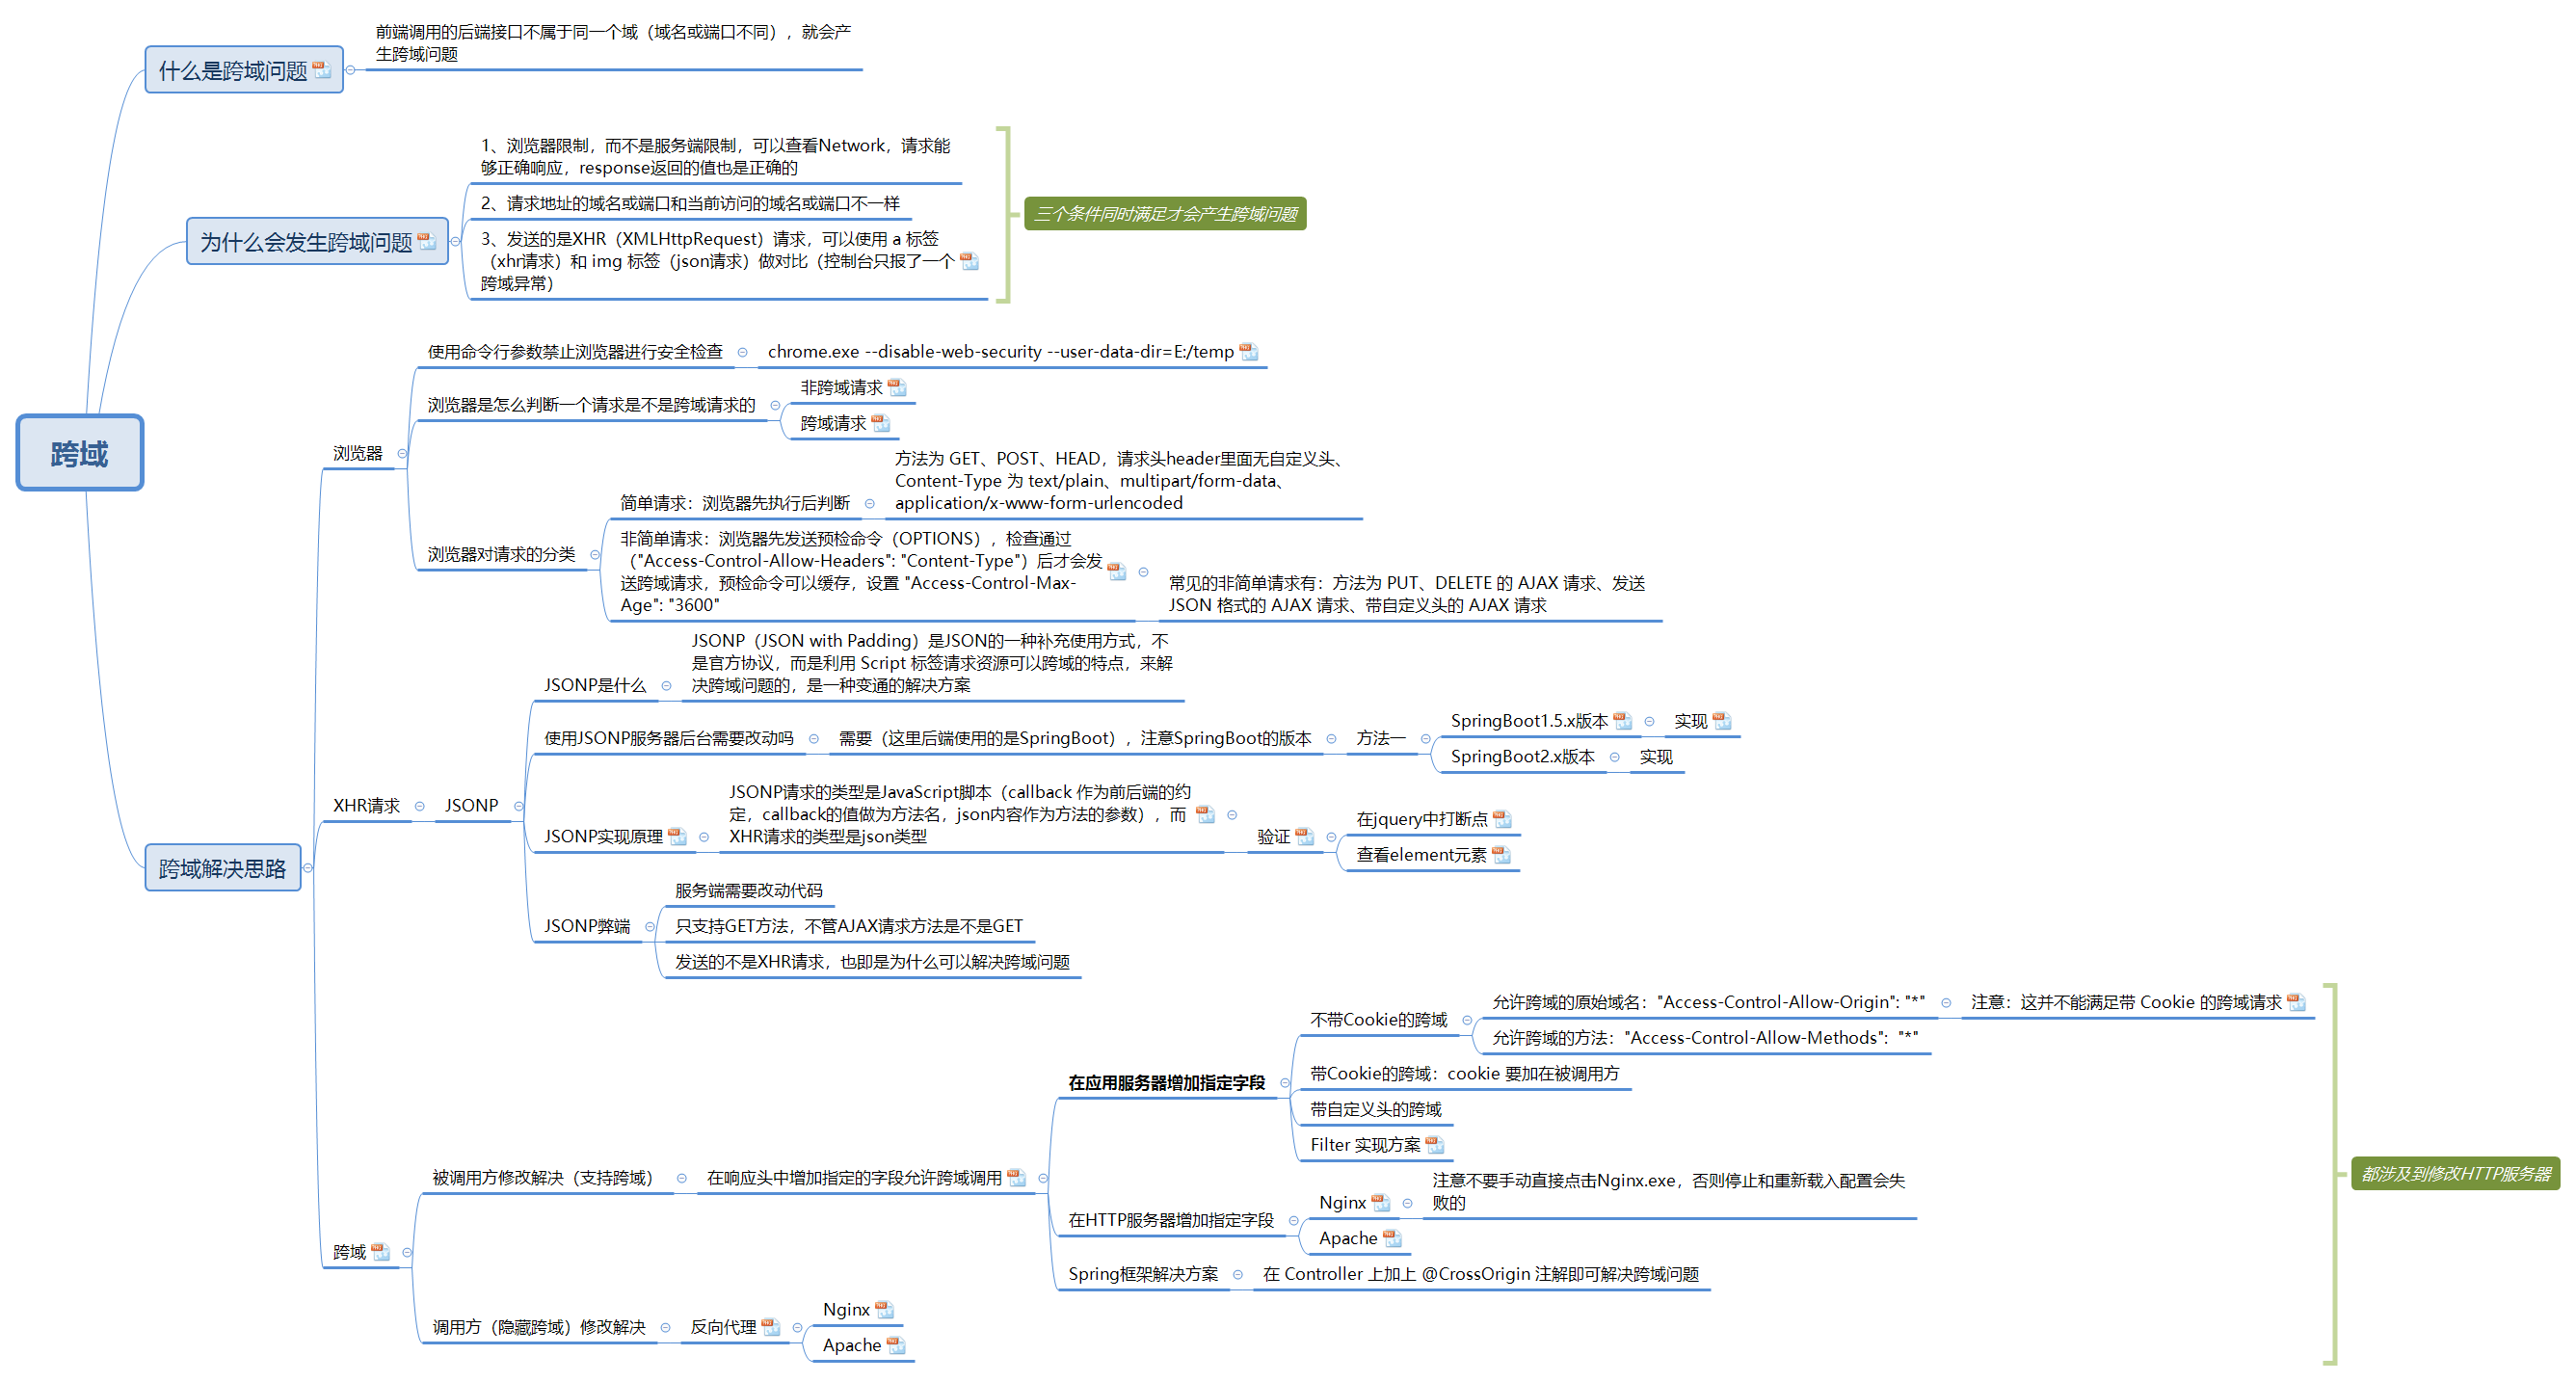 跨域
什么是跨域问题
前端调用的后端接口不属于同一个域（域名或端口不同），就会产
生跨域问题
为什么会发生跨域问题
1、浏览器限制，而不是服务端限制，可以查看Network，请求能
够正确响应，response返回的值也是正确的
2、请求地址的域名或端口和当前访问的域名或端口不一样
3、发送的是XHR（XMLHttpRequest）请求，可以使用 a 标签
（xhr请求）和 img 标签（json请求）做对比（控制台只报了一个
跨域异常）
三个条件同时满足才会产生跨域问题
跨域解决思路
浏览器
使用命令行参数禁止浏览器进行安全检查
chrome.exe --disable-web-security --user-data-dir=E:/temp
浏览器是怎么判断一个请求是不是跨域请求的
非跨域请求
跨域请求
浏览器对请求的分类
简单请求：浏览器先执行后判断
方法为 GET、POST、HEAD，请求头header里面无自定义头、
Content-Type 为 text/plain、multipart/form-data、
application/x-www-form-urlencoded
非简单请求：浏览器先发送预检命令（OPTIONS），检查通过
（"Access-Control-Allow-Headers": "Content-Type"）后才会发
送跨域请求，预检命令可以缓存，设置 "Access-Control-Max-
Age": "3600"
常见的非简单请求有：方法为 PUT、DELETE 的 AJAX 请求、发送
JSON 格式的 AJAX 请求、带自定义头的 AJAX 请求
XHR请求
JSONP
JSONP是什么
JSONP（JSON with Padding）是JSON的一种补充使用方式，不
是官方协议，而是利用 Script 标签请求资源可以跨域的特点，来解
决跨域问题的，是一种变通的解决方案
使用JSONP服务器后台需要改动吗
需要（这里后端使用的是SpringBoot），注意SpringBoot的版本
方法一
SpringBoot1.5.x版本
实现
SpringBoot2.x版本
实现
JSONP实现原理
JSONP请求的类型是JavaScript脚本（callback 作为前后端的约
定，callback的值做为方法名，json内容作为方法的参数），而
XHR请求的类型是json类型
验证
在jquery中打断点
查看element元素
JSONP弊端
服务端需要改动代码
只支持GET方法，不管AJAX请求方法是不是GET
发送的不是XHR请求，也即是为什么可以解决跨域问题
跨域
被调用方修改解决（支持跨域）
在响应头中增加指定的字段允许跨域调用
在应用服务器增加指定字段
不带Cookie的跨域
允许跨域的原始域名："Access-Control-Allow-Origin": "*"
注意：这并不能满足带 Cookie 的跨域请求
允许跨域的方法："Access-Control-Allow-Methods": "*"
带Cookie的跨域：cookie 要加在被调用方
带自定义头的跨域
Filter 实现方案
在HTTP服务器增加指定字段
Nginx
注意不要手动直接点击Nginx.exe，否则停止和重新载入配置会失
败的
Apache
Spring框架解决方案
在 Controller 上加上 @CrossOrigin 注解即可解决跨域问题
调用方（隐藏跨域）修改解决
反向代理
Nginx
Apache
都涉及到修改HTTP服务器